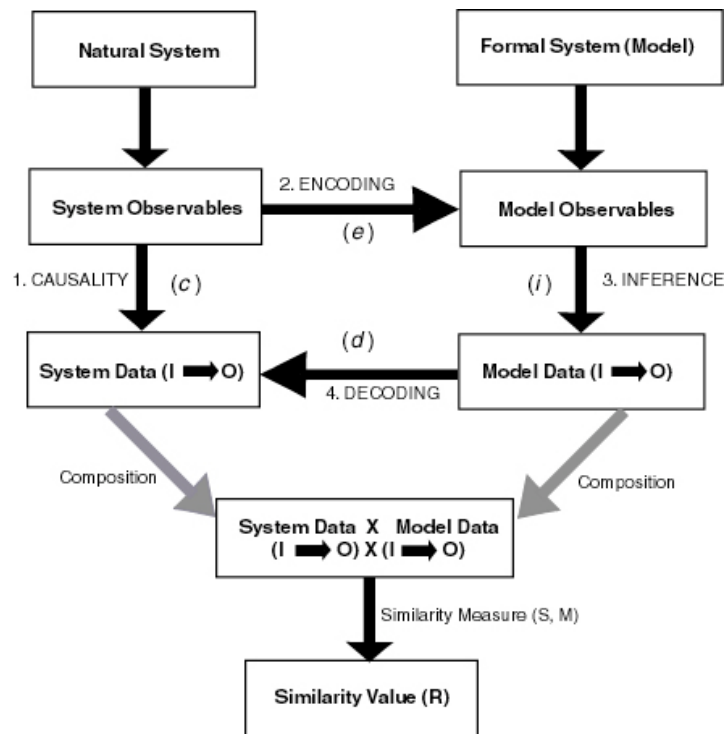 Natural System
Formal System (Model)
2. ENCODING
System Observables
Model Observables
(e)
1. CAUSALITY
(c)
(i)
3. INFERENCE
(d)
System Data (I ➡ O)
Model Data (I ➡ O)
4. DECODING
Composition
Composition
System Data X Model Data
(I ➡ O) X (I ➡ O)
Similarity Measure (S, M)
Similarity Value (R)